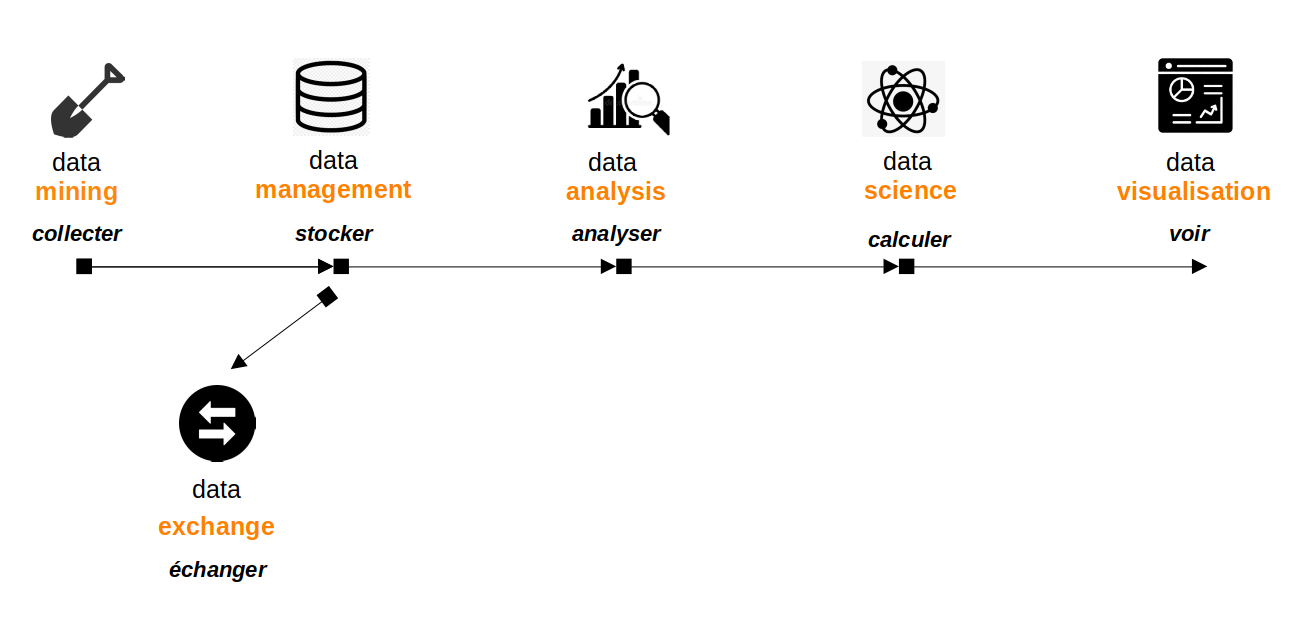 data
mining
collecter
data
management
stocker
data
analysis
analyser
data
science
calculer
data
visualisation
voir
data
exchange
échanger